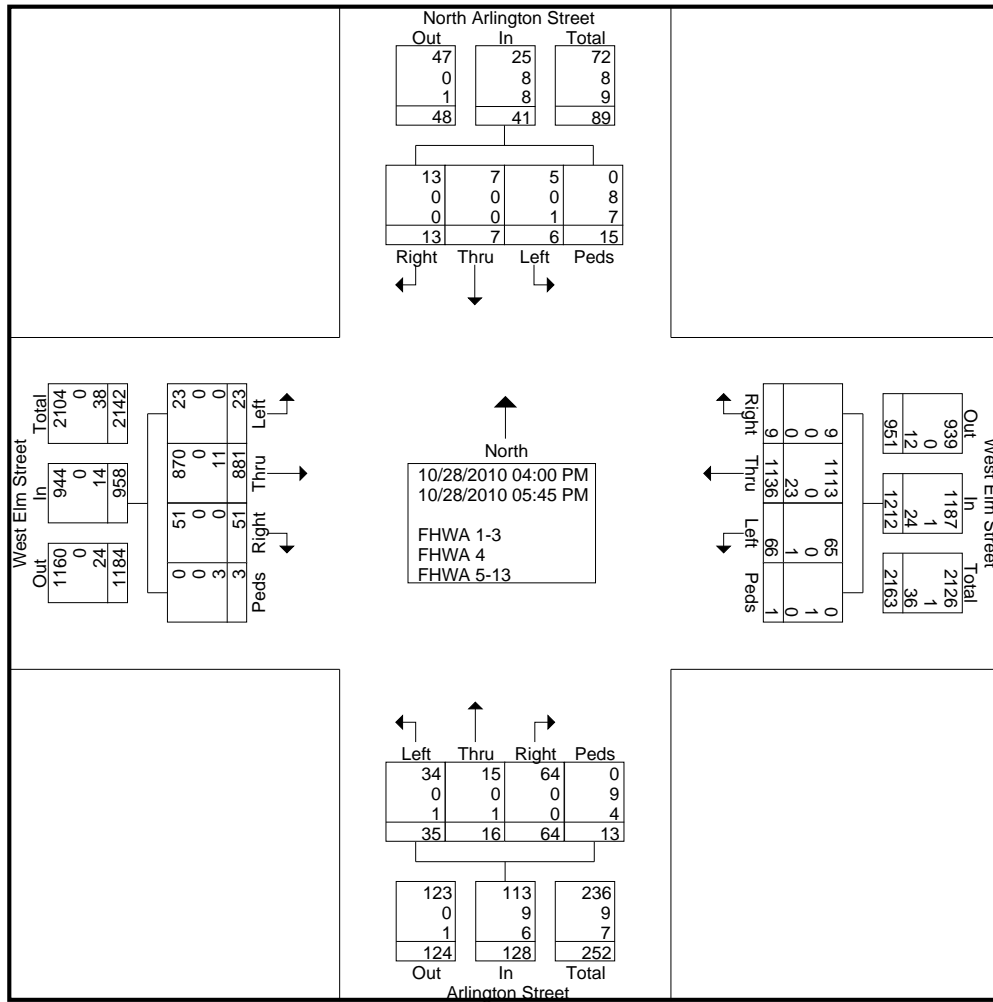 North Arlington Street
Out In Total
47 25 72
0 8 8
1 8 9
48 41 89
13 7 5 0
0 0 0 8
0 0 1 7
13 7 6 15
Right Thru Left Peds
West Elm Street
Total In Out
2104 944 1160
0 0 0
38 14 24
2142 958 1184
23 870 51 0
0 0 0 0
0 11 0 3
23 881 51 3
Left Thru Right Peds
North
10/28/2010 04:00 PM
10/28/2010 05:45 PM
FHWA 1-3
FHWA 4
FHWA 5-13
West Elm Street
Out In Total
939 1187 2126
0 1 1
12 24 36
951 1212 2163
9 1113 65 0
0 0 0 1
0 23 1 0
9 1136 66 1
Right Thru Left Peds
Left Thru Right Peds
34 15 64 0
0 0 0 9
1 1 0 4
35 16 64 13
123 113 236
0 9 9
1 6 7
124 128 252
Out In Total
Arlington Street